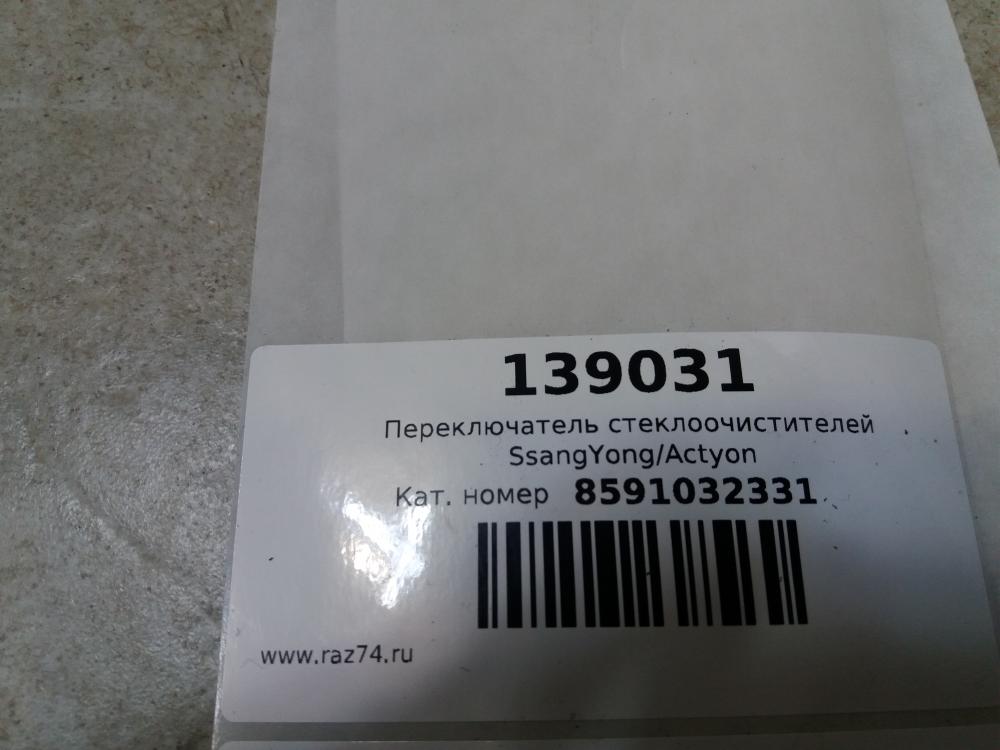 139031
Переключатель стеклоочистителей
SsangYong/Actyon
Кат. номер 8591032331
www.raz74.ru